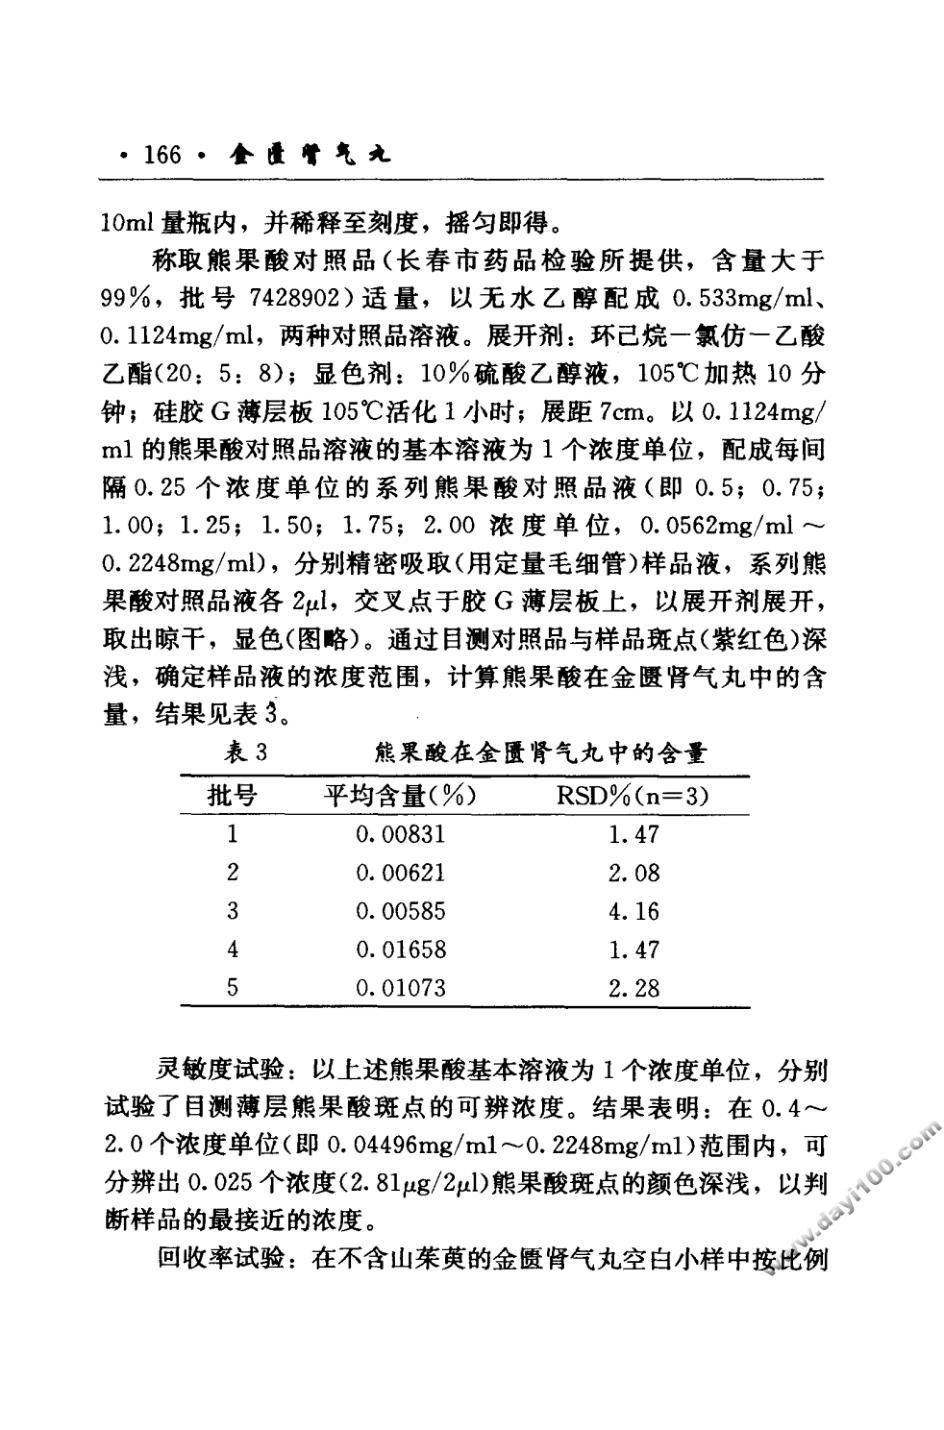 · 166 · 金匮肾气丸
10ml 量瓶内，并稀释至刻度，摇匀即得。
称取熊果酸对照品(长春市药品检验所提供，含量大于
99%，批号 7428902)适量，以无水乙醇配成 0.533mg/ml、
0.1124mg/ml，两种对照品溶液。展开剂：环己烷—氯仿—乙酸
乙酯(20：5：8)；显色剂：10%硫酸乙醇液，105℃加热 10 分
钟；硅胶 G 薄层板 105℃活化 1 小时；展距 7cm。以 0.1124mg/
ml 的熊果酸对照品溶液的基本溶液为 1 个浓度单位，配成每间
隔 0.25 个浓度单位的系列熊果酸对照品液(即 0.5；0.75；
1.00；1.25；1.50；1.75；2.00 浓度单位，0.0562mg/ml～
0.2248mg/ml)，分别精密吸取(用定量毛细管)样品液，系列熊
果酸对照品液各 2μl，交叉点于胶 G 薄层板上，以展开剂展开，
取出晾干，显色(图略)。通过目测对照品与样品斑点(紫红色)深
浅，确定样品液的浓度范围，计算熊果酸在金匮肾气丸中的含
量，结果见表 3。
表 3 熊果酸在金匮肾气丸中的含量
批号 平均含量(%) RSD%(n=3)
1 0.00831 1.47
2 0.00621 2.08
3 0.00585 4.16
4 0.01658 1.47
5 0.01073 2.28
灵敏度试验：以上述熊果酸基本溶液为 1 个浓度单位，分别
试验了目测薄层熊果酸斑点的可辨浓度。结果表明：在 0.4～
2.0 个浓度单位(即 0.04496mg/ml～0.2248mg/ml)范围内，可
分辨出 0.025 个浓度(2.81μg/2μl)熊果酸斑点的颜色深浅，以判
断样品的最接近的浓度。
回收率试验：在不含山茱萸的金匮肾气丸空白小样中按比例
www.dayi100.com